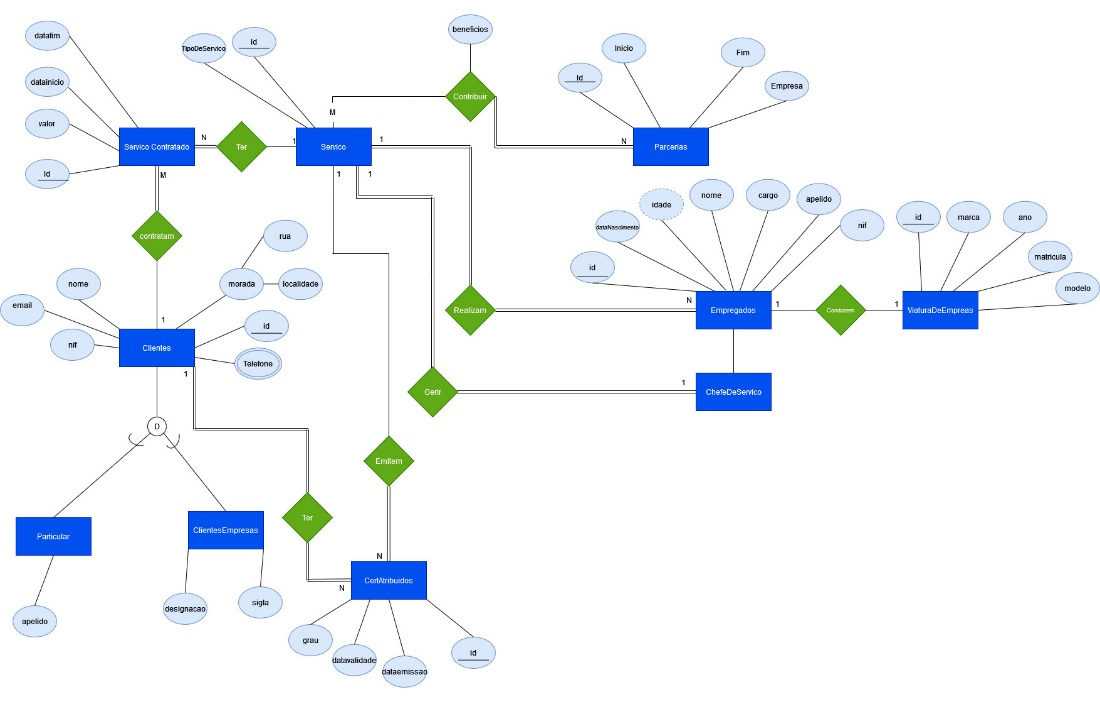 datafim
TipoDeServico
Id
beneficios
Inicio
Fim
datainicio
Id
Empresa
Contribuir
M
valor
N
Ter
1
Servico Contratado
Servico
1
N
Parcerias
Id
M
1
1
contratam
idade
nome
cargo
apelido
dataNascimento
nif
id
marca
ano
rua
matricula
id
nome
morada
localidade
modelo
email
N
Realizam
Empregados
1
Conduzem
1
ViaturaDeEmpreas
1
id
nif
Clientes
Telefone
1
1
Gerir
ChefeDeServico
D
Emitem
Ter
Particular
ClientesEmpresas
N
CertAtribuidos
N
apelido
designacao
sigla
grau
datavalidade
dataemissao
id